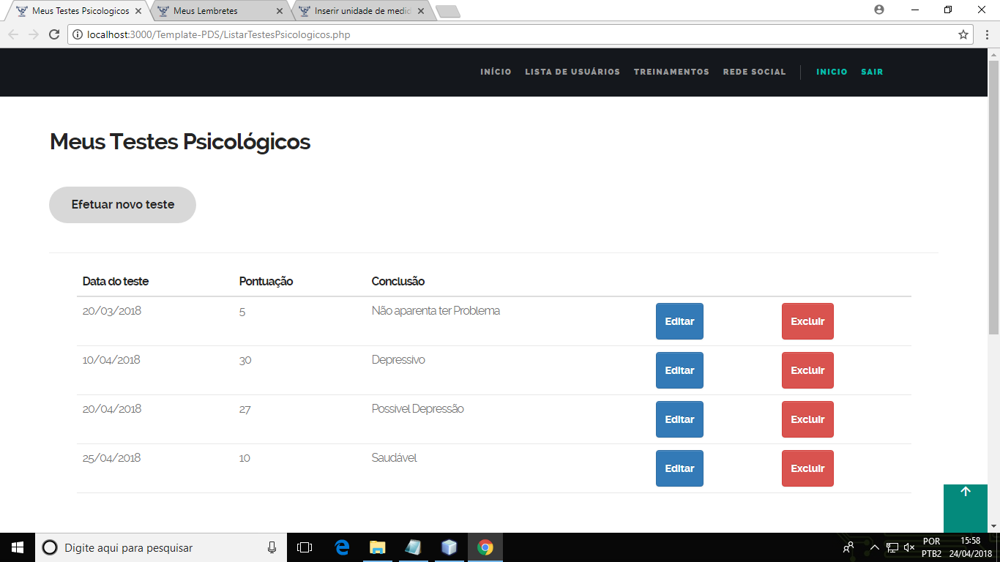 Meus Testes Psicologicos
Meus Lembretes
Inserir unidade de medid
localhost:3000/Template-PDS/ListarTestesPsicologicos.php
INÍCIO LISTA DE USUÁRIOS TREINAMENTOS REDE SOCIAL INICIO SAIR
Meus Testes Psicológicos
Efetuar novo teste
Data do teste Pontuação Conclusão
20/03/2018 5 Não aparenta ter Problema Editar Excluir
10/04/2018 30 Depressivo Editar Excluir
20/04/2018 27 Possivel Depressão Editar Excluir
25/04/2018 10 Saudável Editar Excluir
Digite aqui para pesquisar
POR 15:58
PTB2 24/04/2018